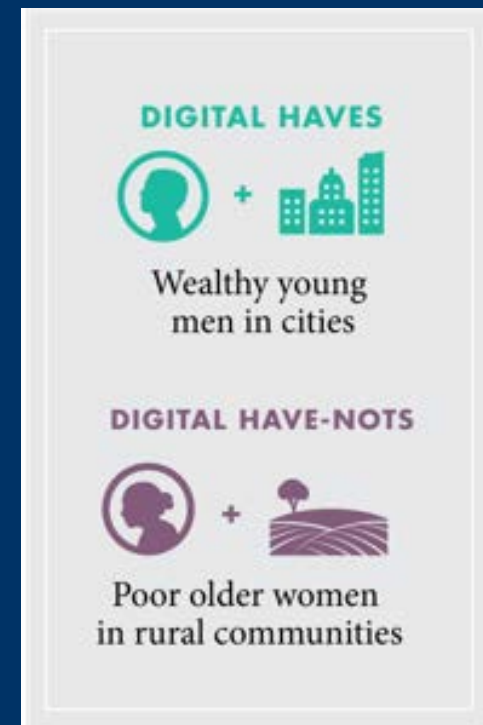 DIGITAL HAVES
+
Wealthy young
men in cities
DIGITAL HAVE-NOTS
+
Poor older women
in rural communities